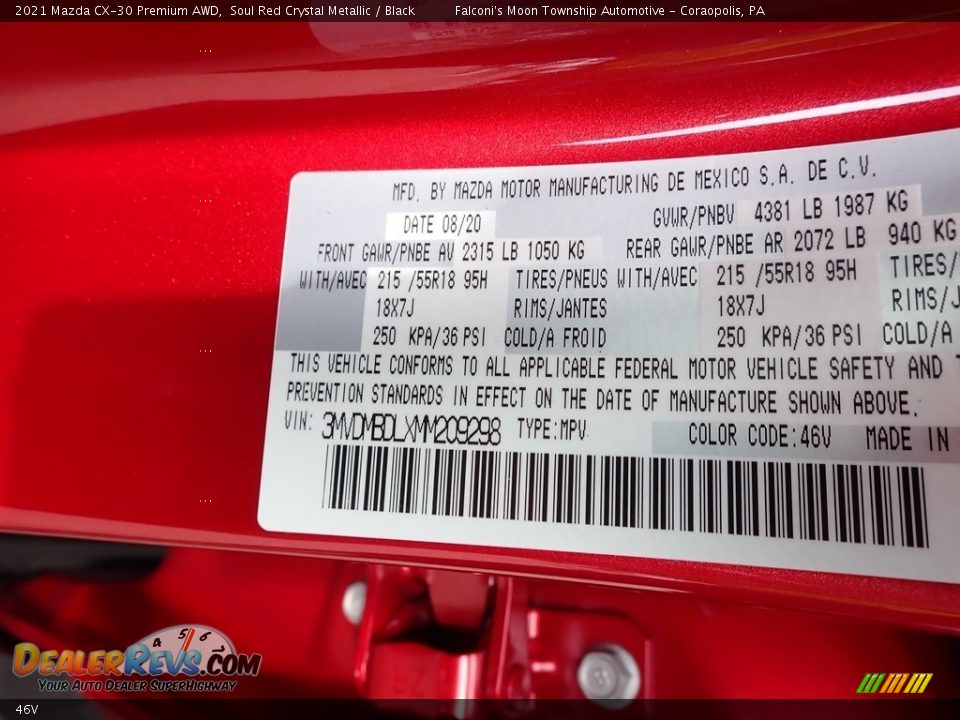 2021 Mazda CX-30 Premium AWD, Soul Red Crystal Metallic / Black Falconi's Moon Township Automotive - Coraopolis, PA
MFD. BY MAZDA MOTOR MANUFACTURING DE MEXICO S.A. DE C.V.
DATE 08/20 GVWR/PNBV 4381 LB 1987 KG
FRONT GAWR/PNBE AV 2315 LB 1050 KG REAR GAWR/PNBE AR 2072 LB 940 KG
WITH/AVEC 215 /55R18 95H TIRES/PNEUS WITH/AVEC 215 /55R18 95H TIRES/
18X7J RIMS/JANTES 18X7J RIMS/J
250 KPA/36 PSI COLD/A FROID 250 KPA/36 PSI COLD/A
THIS VEHICLE CONFORMS TO ALL APPLICABLE FEDERAL MOTOR VEHICLE SAFETY AND T
PREVENTION STANDARDS IN EFFECT ON THE DATE OF MANUFACTURE SHOWN ABOVE.
VIN: 3MVDMBDLXMM209298 TYPE:MPV COLOR CODE:46V MADE IN
4 5 6
DEALERREVS.COM
YOUR AUTO DEALER SUPERHIGHWAY
46V